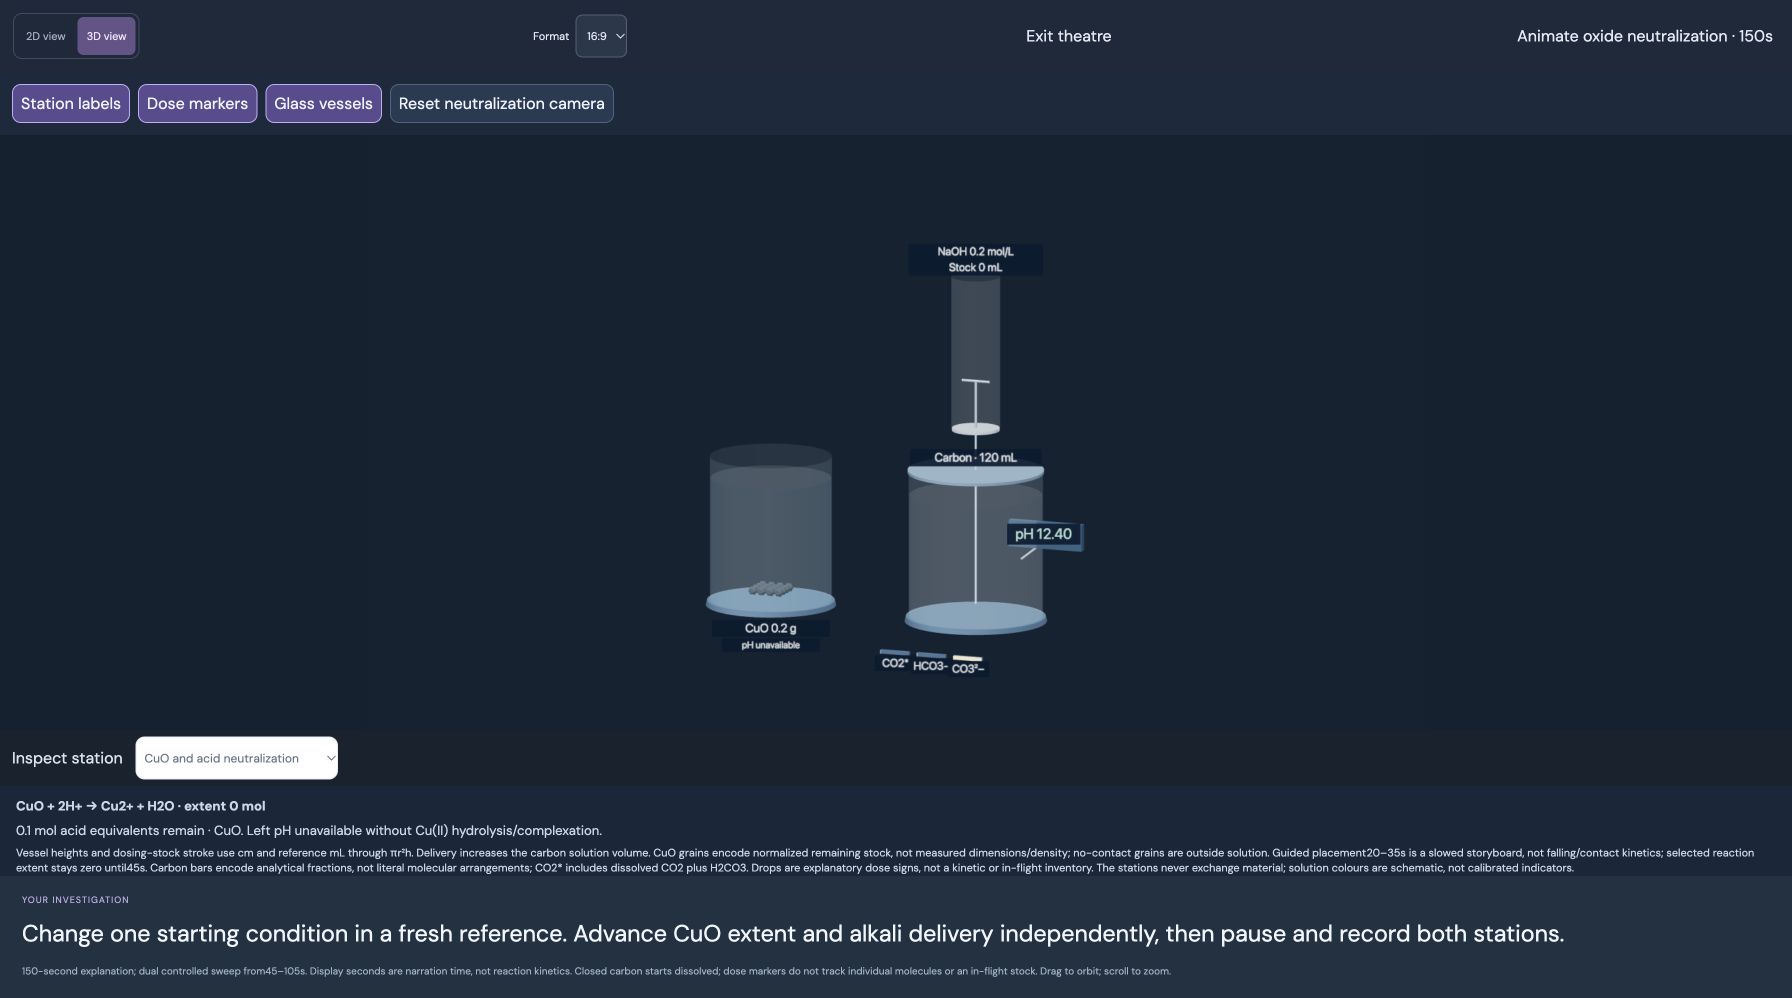 2D view 3D view Format 16:9 Exit theatre Animate oxide neutralization · 150s
Station labels Dose markers Glass vessels Reset neutralization camera
NaOH 0.2 mol/L
Stock 0 mL
Carbon · 120 mL
pH 12.40
CuO 0.2 g
pH unavailable
CO2* HCO3- CO3²−
Inspect station CuO and acid neutralization
CuO + 2H+ → Cu2+ + H2O · extent 0 mol
0.1 mol acid equivalents remain · CuO. Left pH unavailable without Cu(II) hydrolysis/complexation.
Vessel heights and dosing-stock stroke use cm and reference mL through πr²h. Delivery increases the carbon solution volume. CuO grains encode normalized remaining stock, not measured dimensions/density; no-contact grains are outside solution. Guided placement20–35s is a slowed storyboard, not falling/contact kinetics; selected reaction
extent stays zero until45s. Carbon bars encode analytical fractions, not literal molecular arrangements; CO2* includes dissolved CO2 plus H2CO3. Drops are explanatory dose signs, not a kinetic or in-flight inventory. The stations never exchange material; solution colours are schematic, not calibrated indicators.
YOUR INVESTIGATION
Change one starting condition in a fresh reference. Advance CuO extent and alkali delivery independently, then pause and record both stations.
150-second explanation; dual controlled sweep from45–105s. Display seconds are narration time, not reaction kinetics. Closed carbon starts dissolved; dose markers do not track individual molecules or an in-flight stock. Drag to orbit; scroll to zoom.